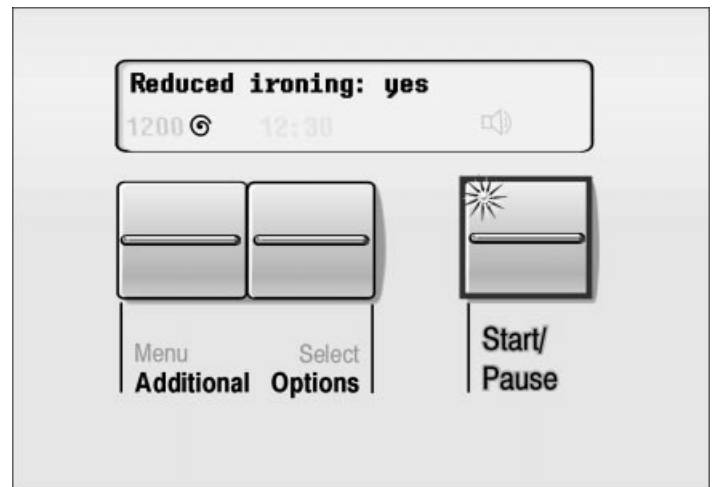 Reduced ironing: yes
1200 12:30
Menu Select
Additional Options
Start/
Pause